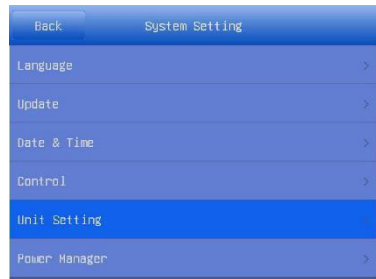 Back System Setting
Language
Update
Date & Time
Control
Unit Setting
Power Manager